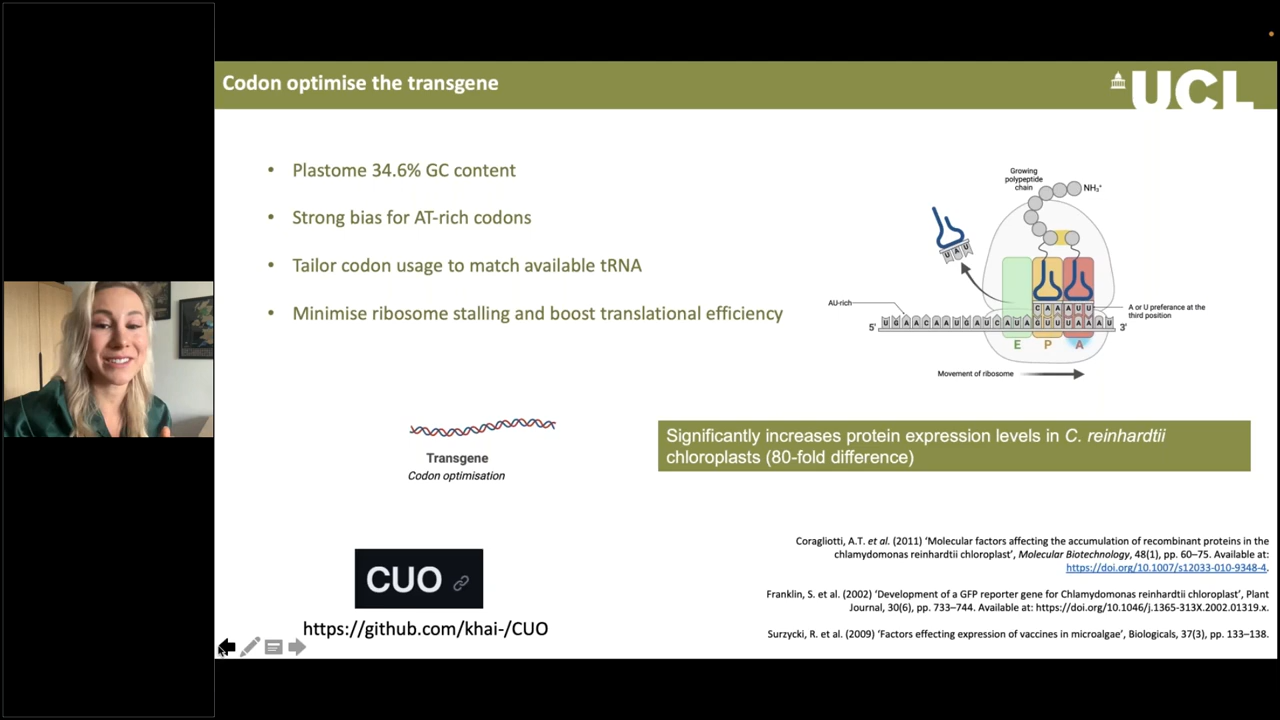 Codon optimise the transgene
UCL
• Plastome 34.6% GC content
• Strong bias for AT-rich codons
• Tailor codon usage to match available tRNA
• Minimise ribosome stalling and boost translational efficiency
Growing
polypeptide
chain
NH₃⁺
U A U
AU-rich
C A A A U U
A or U preferance at the
third position
5'
U G A A C A A U G A U C A U A G U U U A A A A U
3'
E P A
Movement of ribosome
Transgene
Codon optimisation
Significantly increases protein expression levels in C. reinhardtii
chloroplasts (80-fold difference)
CUO
https://github.com/khai-/CUO
Coragliotti, A.T. et al. (2011) ‘Molecular factors affecting the accumulation of recombinant proteins in the
chlamydomonas reinhardtii chloroplast’, Molecular Biotechnology, 48(1), pp. 60–75. Available at:
https://doi.org/10.1007/s12033-010-9348-4.
Franklin, S. et al. (2002) ‘Development of a GFP reporter gene for Chlamydomonas reinhardtii chloroplast’, Plant
Journal, 30(6), pp. 733–744. Available at: https://doi.org/10.1046/j.1365-313X.2002.01319.x.
Surzycki, R. et al. (2009) ‘Factors effecting expression of vaccines in microalgae’, Biologicals, 37(3), pp. 133–138.